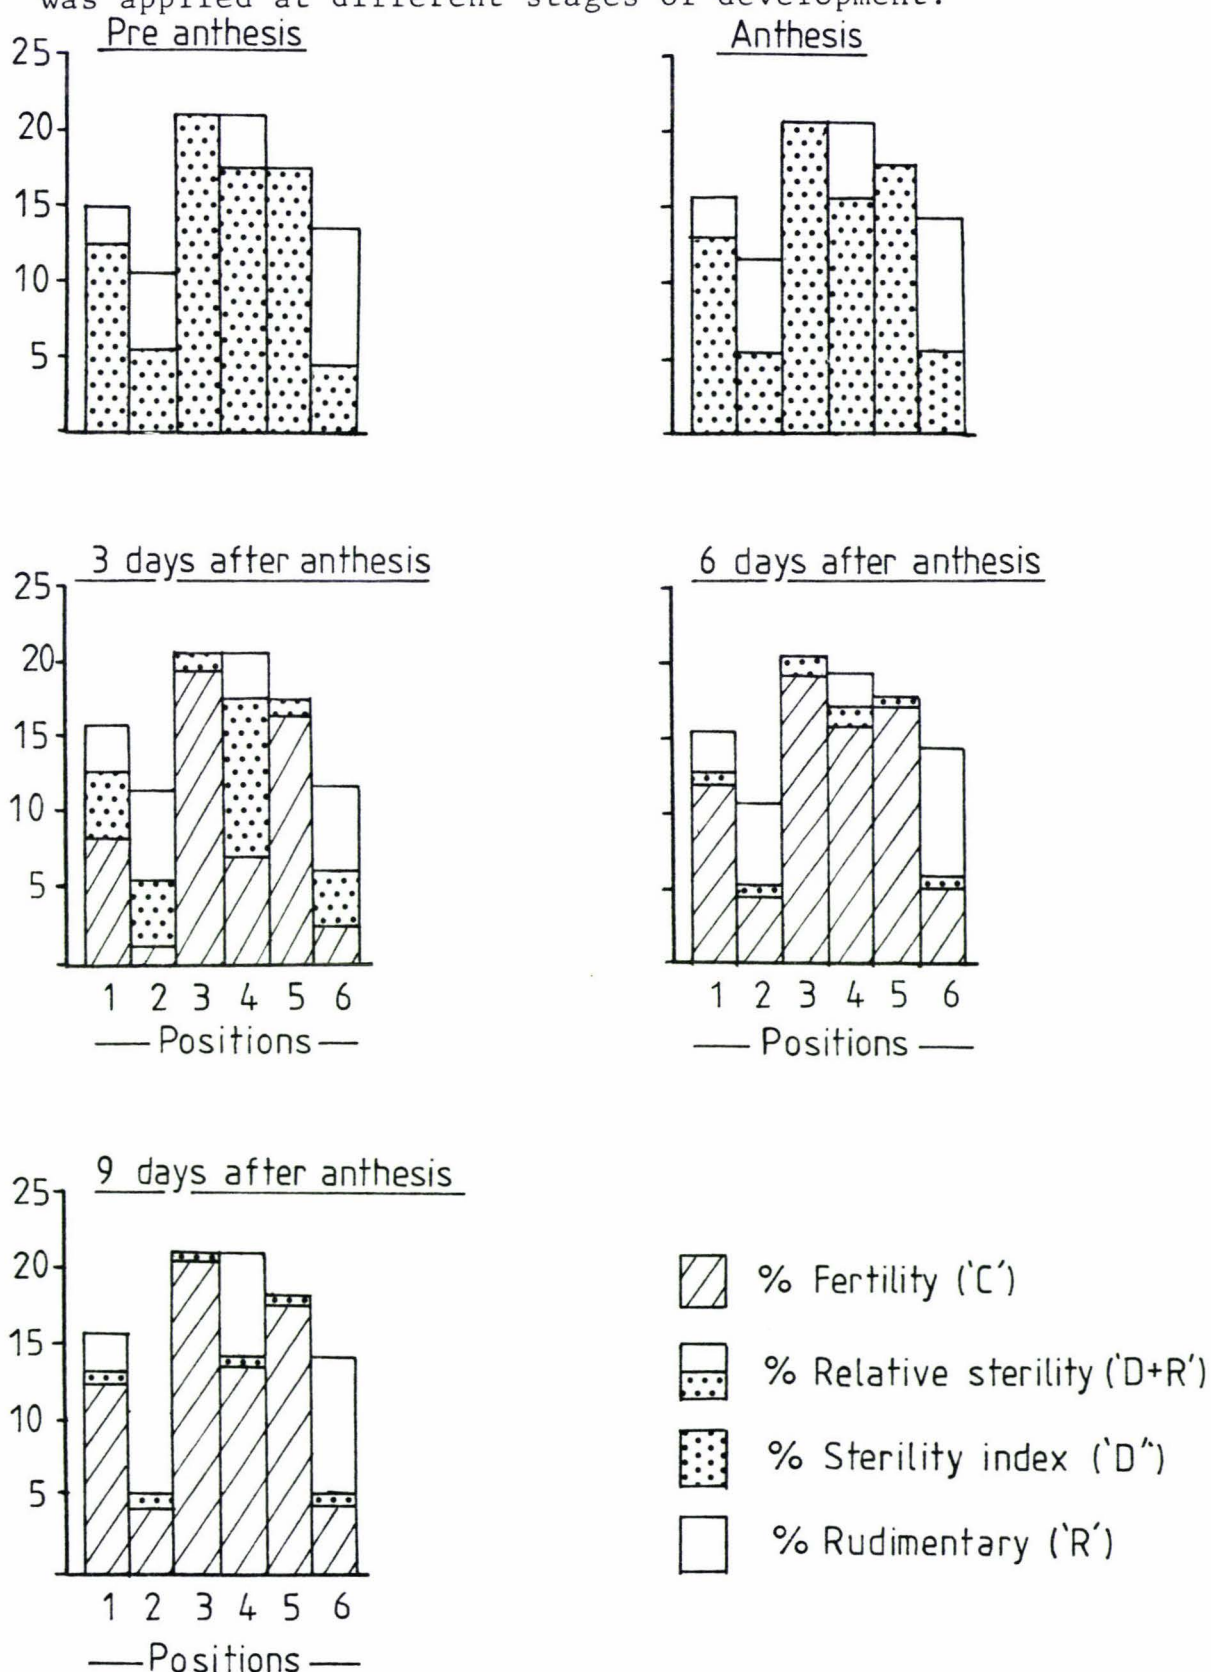 was applied at different stages of development.
Pre anthesis
25
20
15
10
5
Anthesis
3 days after anthesis
25
20
15
10
5
1 2 3 4 5 6
Positions
6 days after anthesis
1 2 3 4 5 6
Positions
9 days after anthesis
25
20
15
10
5
1 2 3 4 5 6
Positions
% Fertility (‘C’)
% Relative sterility (‘D+R’)
% Sterility index (‘D”)
% Rudimentary (‘R’)